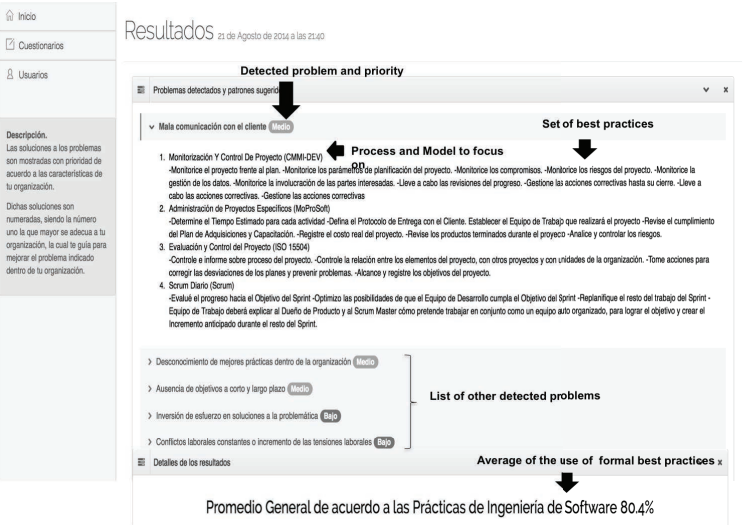 Inicio
Cuestionarios
Usuarios
Descripción.
Las soluciones a los problemas
son mostradas con prioridad de
acuerdo a las características de
tu organización.
Dichas soluciones son
numeradas, siendo la número
uno la que mayor se adecua a tu
organización, la cual te guía para
mejorar el problema indicado
dentro de tu organización.
Resultados 21 de Agosto de 2014 a las 21:40
Detected problem and priority
Problemas detectados y patrones sugerid
Mala comunicación con el cliente Medio
Set of best practices
Process and Model to focus
on
1. Monitorización Y Control De Proyecto (CMMI-DEV)
-Monitorice el proyecto frente al plan. -Monitorice los parámetros de planificación del proyecto. -Monitorice los compromisos. -Monitorice los riesgos del proyecto. -Monitorice la
gestión de los datos. -Monitorice la involucración de las partes interesadas. -Lleve a cabo las revisiones del progreso. -Gestione las acciones correctivas hasta su cierre. -Lleve a
cabo las acciones correctivas. -Gestione las acciones correctivas
2. Administración de Proyectos Específicos (MoProSoft)
-Determine el Tiempo Estimado para cada actividad -Defina el Protocolo de Entrega con el Cliente. Establecer el Equipo de Trabajo que realizará el proyecto -Revise el cumplimiento
del Plan de Adquisiciones y Capacitación. -Registre el costo real del proyecto. -Revise los productos terminados durante el proyeco -Analice y controlar los riesgos.
3. Evaluación y Control del Proyecto (ISO 15504)
-Controle e informe sobre proceso del proyecto. -Controle la relación entre los elementos del proyecto, con otros proyectos y con unidades de la organización. -Tome acciones para
corregir las desviaciones de los planes y prevenir problemas. -Alcance y registre los objetivos del proyecto.
4. Scrum Diario (Scrum)
-Evalué el progreso hacia el Objetivo del Sprint -Optimizo las posibilidades de que el Equipo de Desarrollo cumpla el Objetivo del Sprint -Replanifique el resto del trabajo del Sprint -
Equipo de Trabajo deberá explicar al Dueño de Producto y al Scrum Master cómo pretende trabajar en conjunto como un equipo auto organizado, para lograr el objetivo y crear el
Incremento anticipado durante el resto del Sprint.
Desconocimiento de mejores prácticas dentro de la organización Medio
Ausencia de objetivos a corto y largo plazo Medio
List of other detected problems
Inversión de esfuerzo en soluciones a la problemática Bajo
Conflictos laborales constantes o incremento de las tensiones laborales Bajo
Detalles de los resultados
Average of the use of formal best practices
Promedio General de acuerdo a las Prácticas de Ingeniería de Software 80.4%